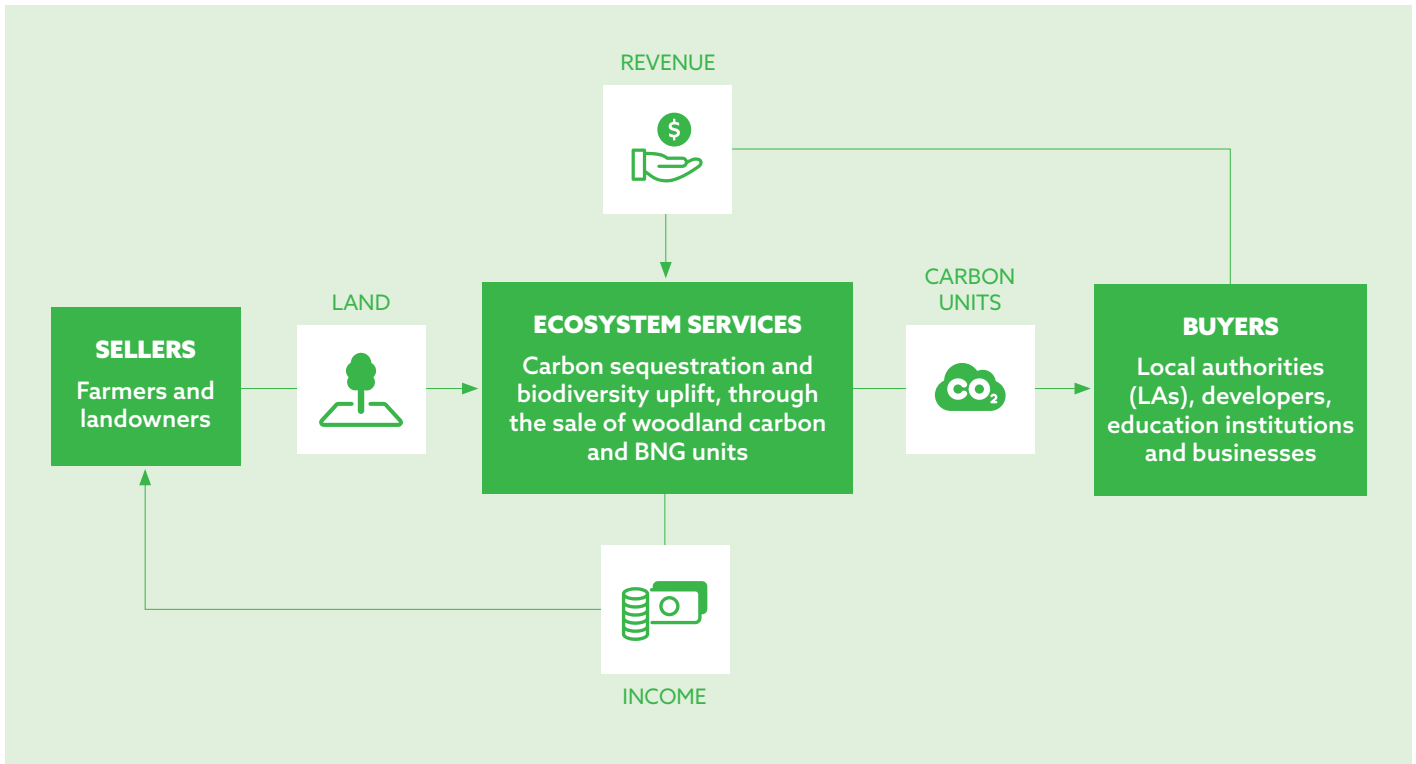 REVENUE
$
LAND
CARBON
UNITS
SELLERS
Farmers and
landowners
ECOSYSTEM SERVICES
Carbon sequestration and
biodiversity uplift, through
the sale of woodland carbon
and BNG units
CO₂
BUYERS
Local authorities
(LAs), developers,
education institutions
and businesses
INCOME